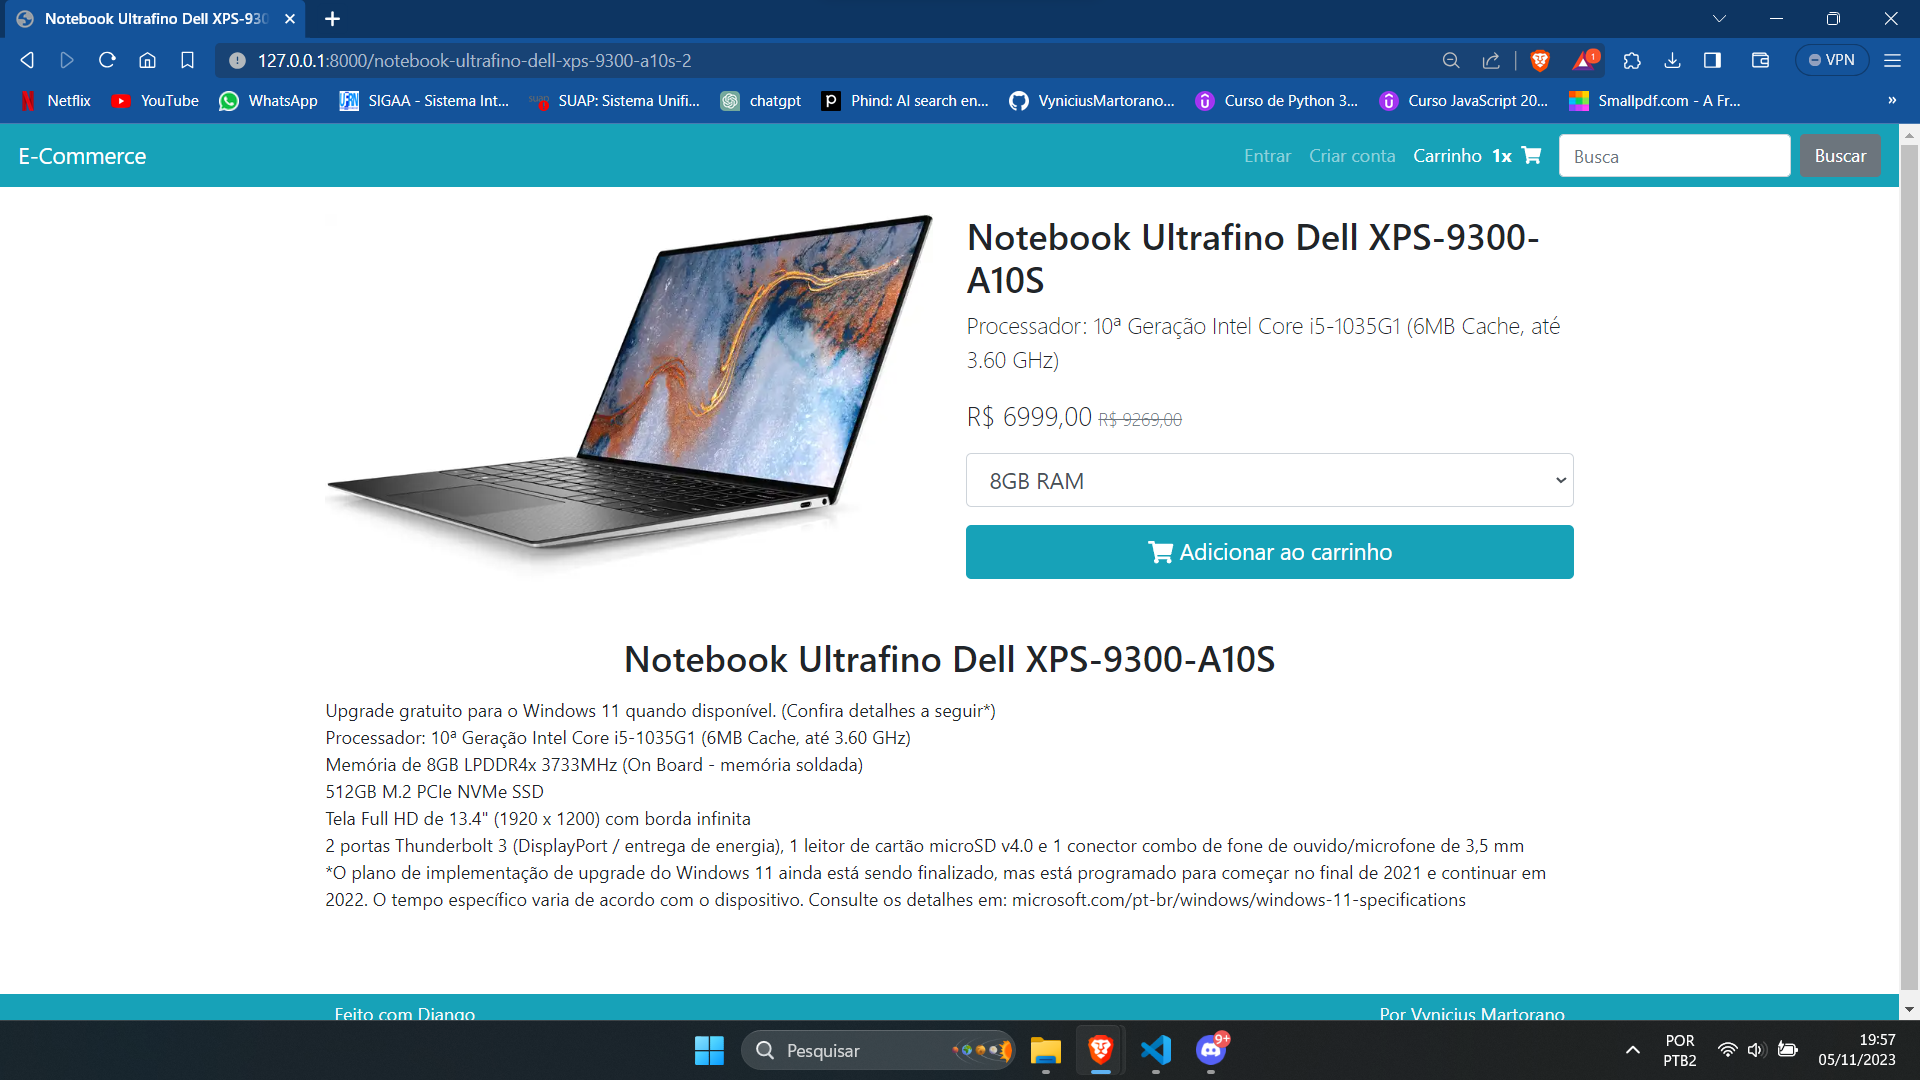 Notebook Ultrafino Dell XPS-930
127.0.0.1:8000/notebook-ultrafino-dell-xps-9300-a10s-2
1
VPN
Netflix
YouTube
WhatsApp
SIGAA - Sistema Int...
suap
SUAP: Sistema Unifi...
chatgpt
Phind: AI search en...
VyniciusMartorano...
Curso de Python 3...
Curso JavaScript 20...
Smallpdf.com - A Fr...
»
E-Commerce
Entrar
Criar conta
Carrinho 1x
Busca
Buscar
Notebook Ultrafino Dell XPS-9300-
A10S
Processador: 10ª Geração Intel Core i5-1035G1 (6MB Cache, até
3.60 GHz)
R$ 6999,00 R$ 9269,00
8GB RAM
Adicionar ao carrinho
Notebook Ultrafino Dell XPS-9300-A10S
Upgrade gratuito para o Windows 11 quando disponível. (Confira detalhes a seguir*)
Processador: 10ª Geração Intel Core i5-1035G1 (6MB Cache, até 3.60 GHz)
Memória de 8GB LPDDR4x 3733MHz (On Board - memória soldada)
512GB M.2 PCIe NVMe SSD
Tela Full HD de 13.4" (1920 x 1200) com borda infinita
2 portas Thunderbolt 3 (DisplayPort / entrega de energia), 1 leitor de cartão microSD v4.0 e 1 conector combo de fone de ouvido/microfone de 3,5 mm
*O plano de implementação de upgrade do Windows 11 ainda está sendo finalizado, mas está programado para começar no final de 2021 e continuar em
2022. O tempo específico varia de acordo com o dispositivo. Consulte os detalhes em: microsoft.com/pt-br/windows/windows-11-specifications
Feito com Django
Por Vynicius Martorano
Pesquisar
9+
POR
PTB2
19:57
05/11/2023